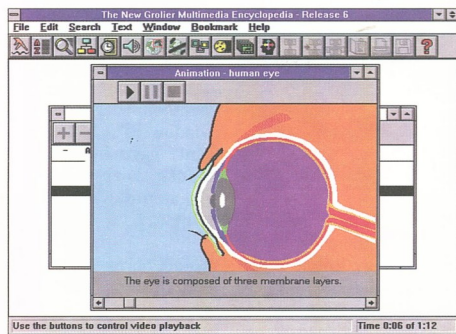 The New Grolier Multimedia Encyclopedia - Release 6
File Edit Search Text Window Bookmark Help
Animation - human eye
A
The eye is composed of three membrane layers.
Use the buttons to control video playback
Time 0:06 of 1:12